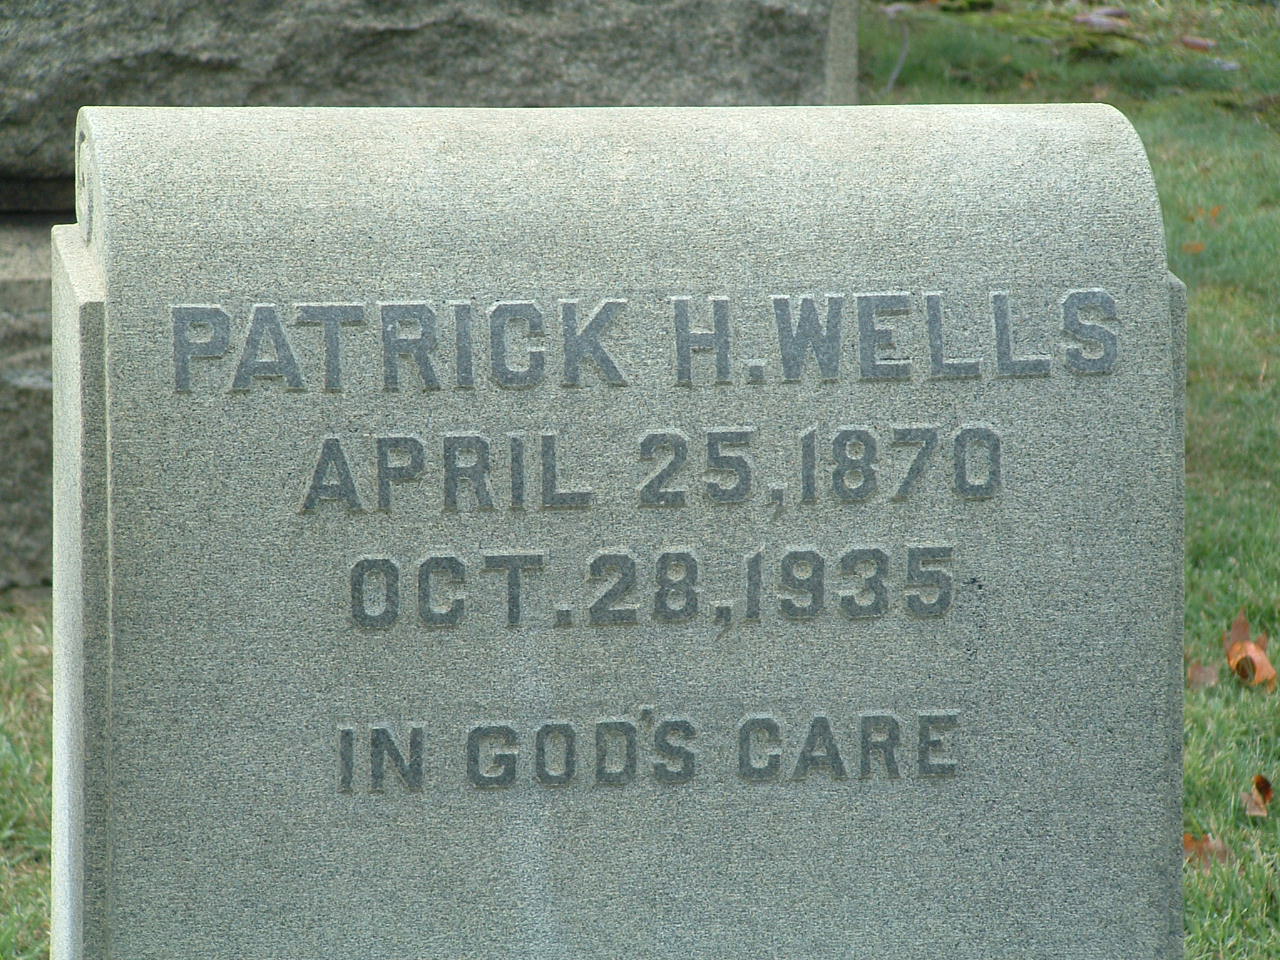 PATRICK H. WELLS
APRIL 25, 1870
OCT. 28, 1935
IN GOD'S CARE